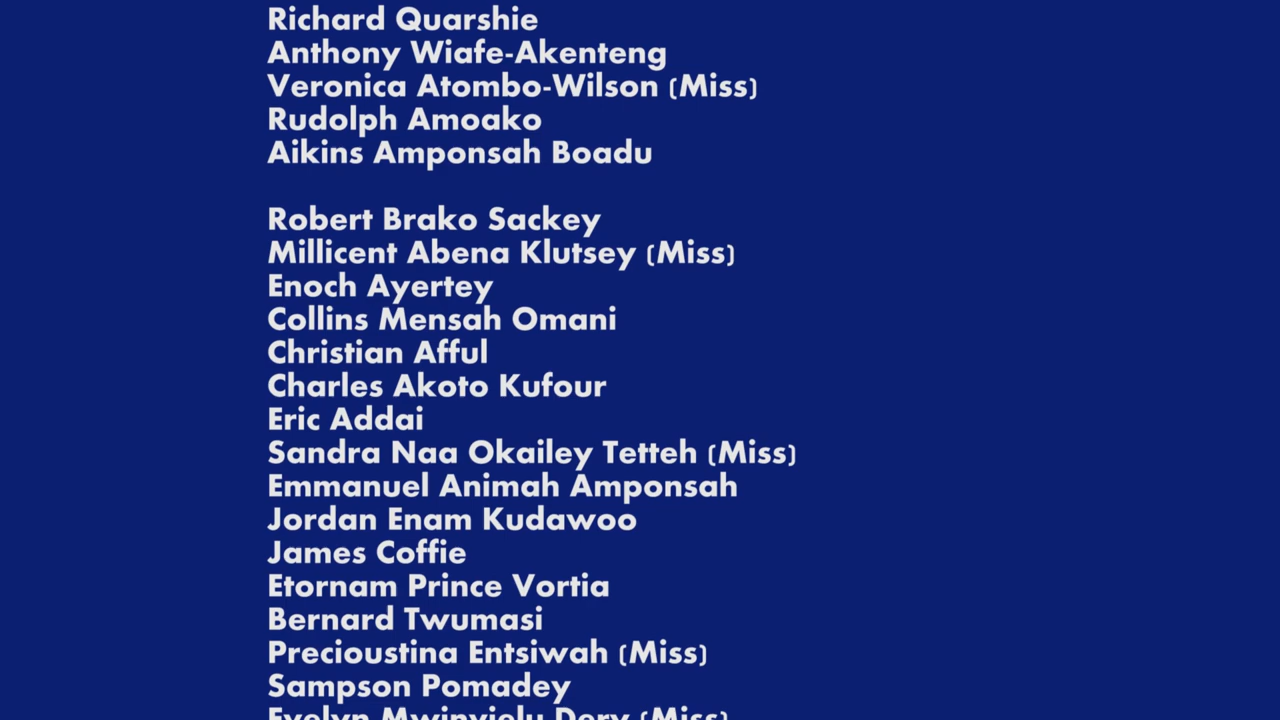 Richard Quarshie
Anthony Wiafe-Akenteng
Veronica Atombo-Wilson (Miss)
Rudolph Amoako
Aikins Amponsah Boadu
Robert Brako Sackey
Millicent Abena Klutsey (Miss)
Enoch Ayertey
Collins Mensah Omani
Christian Afful
Charles Akoto Kufour
Eric Addai
Sandra Naa Okailey Tetteh (Miss)
Emmanuel Animah Amponsah
Jordan Enam Kudawoo
James Coffie
Etornam Prince Vortia
Bernard Twumasi
Precioustina Entsiwah (Miss)
Sampson Pomadey
Evelyn (Miss)